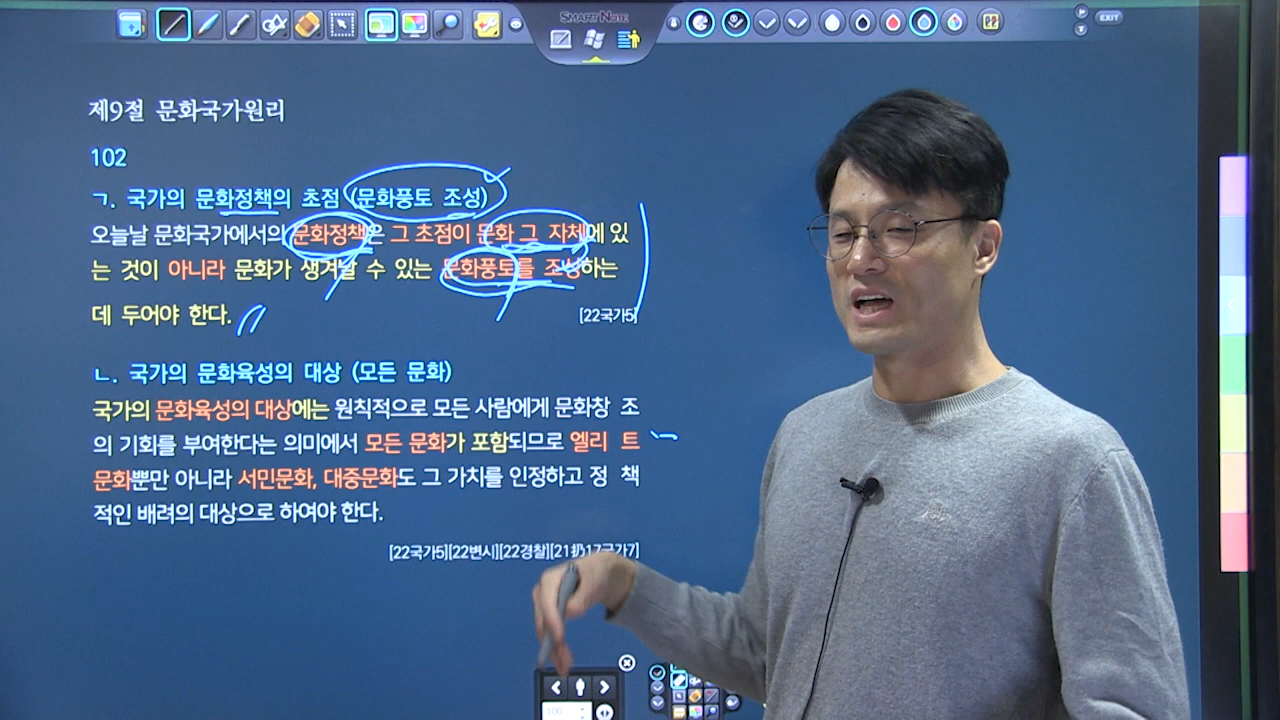 SMART NOTE
EXIT
제9절 문화국가원리
102
ㄱ. 국가의 문화정책의 초점 (문화풍토 조성)
오늘날 문화국가에서의 문화정책은 그 초점이 문화 그 자체에 있
는 것이 아니라 문화가 생겨날 수 있는 문화풍토를 조성하는
데 두어야 한다.
[22국가5]
ㄴ. 국가의 문화육성의 대상 (모든 문화)
국가의 문화육성의 대상에는 원칙적으로 모든 사람에게 문화창 조
의 기회를 부여한다는 의미에서 모든 문화가 포함되므로 엘리 트
문화뿐만 아니라 서민문화, 대중문화도 그 가치를 인정하고 정 책
적인 배려의 대상으로 하여야 한다.
[22국가5][22변시][22경찰][21 17국가7]
100